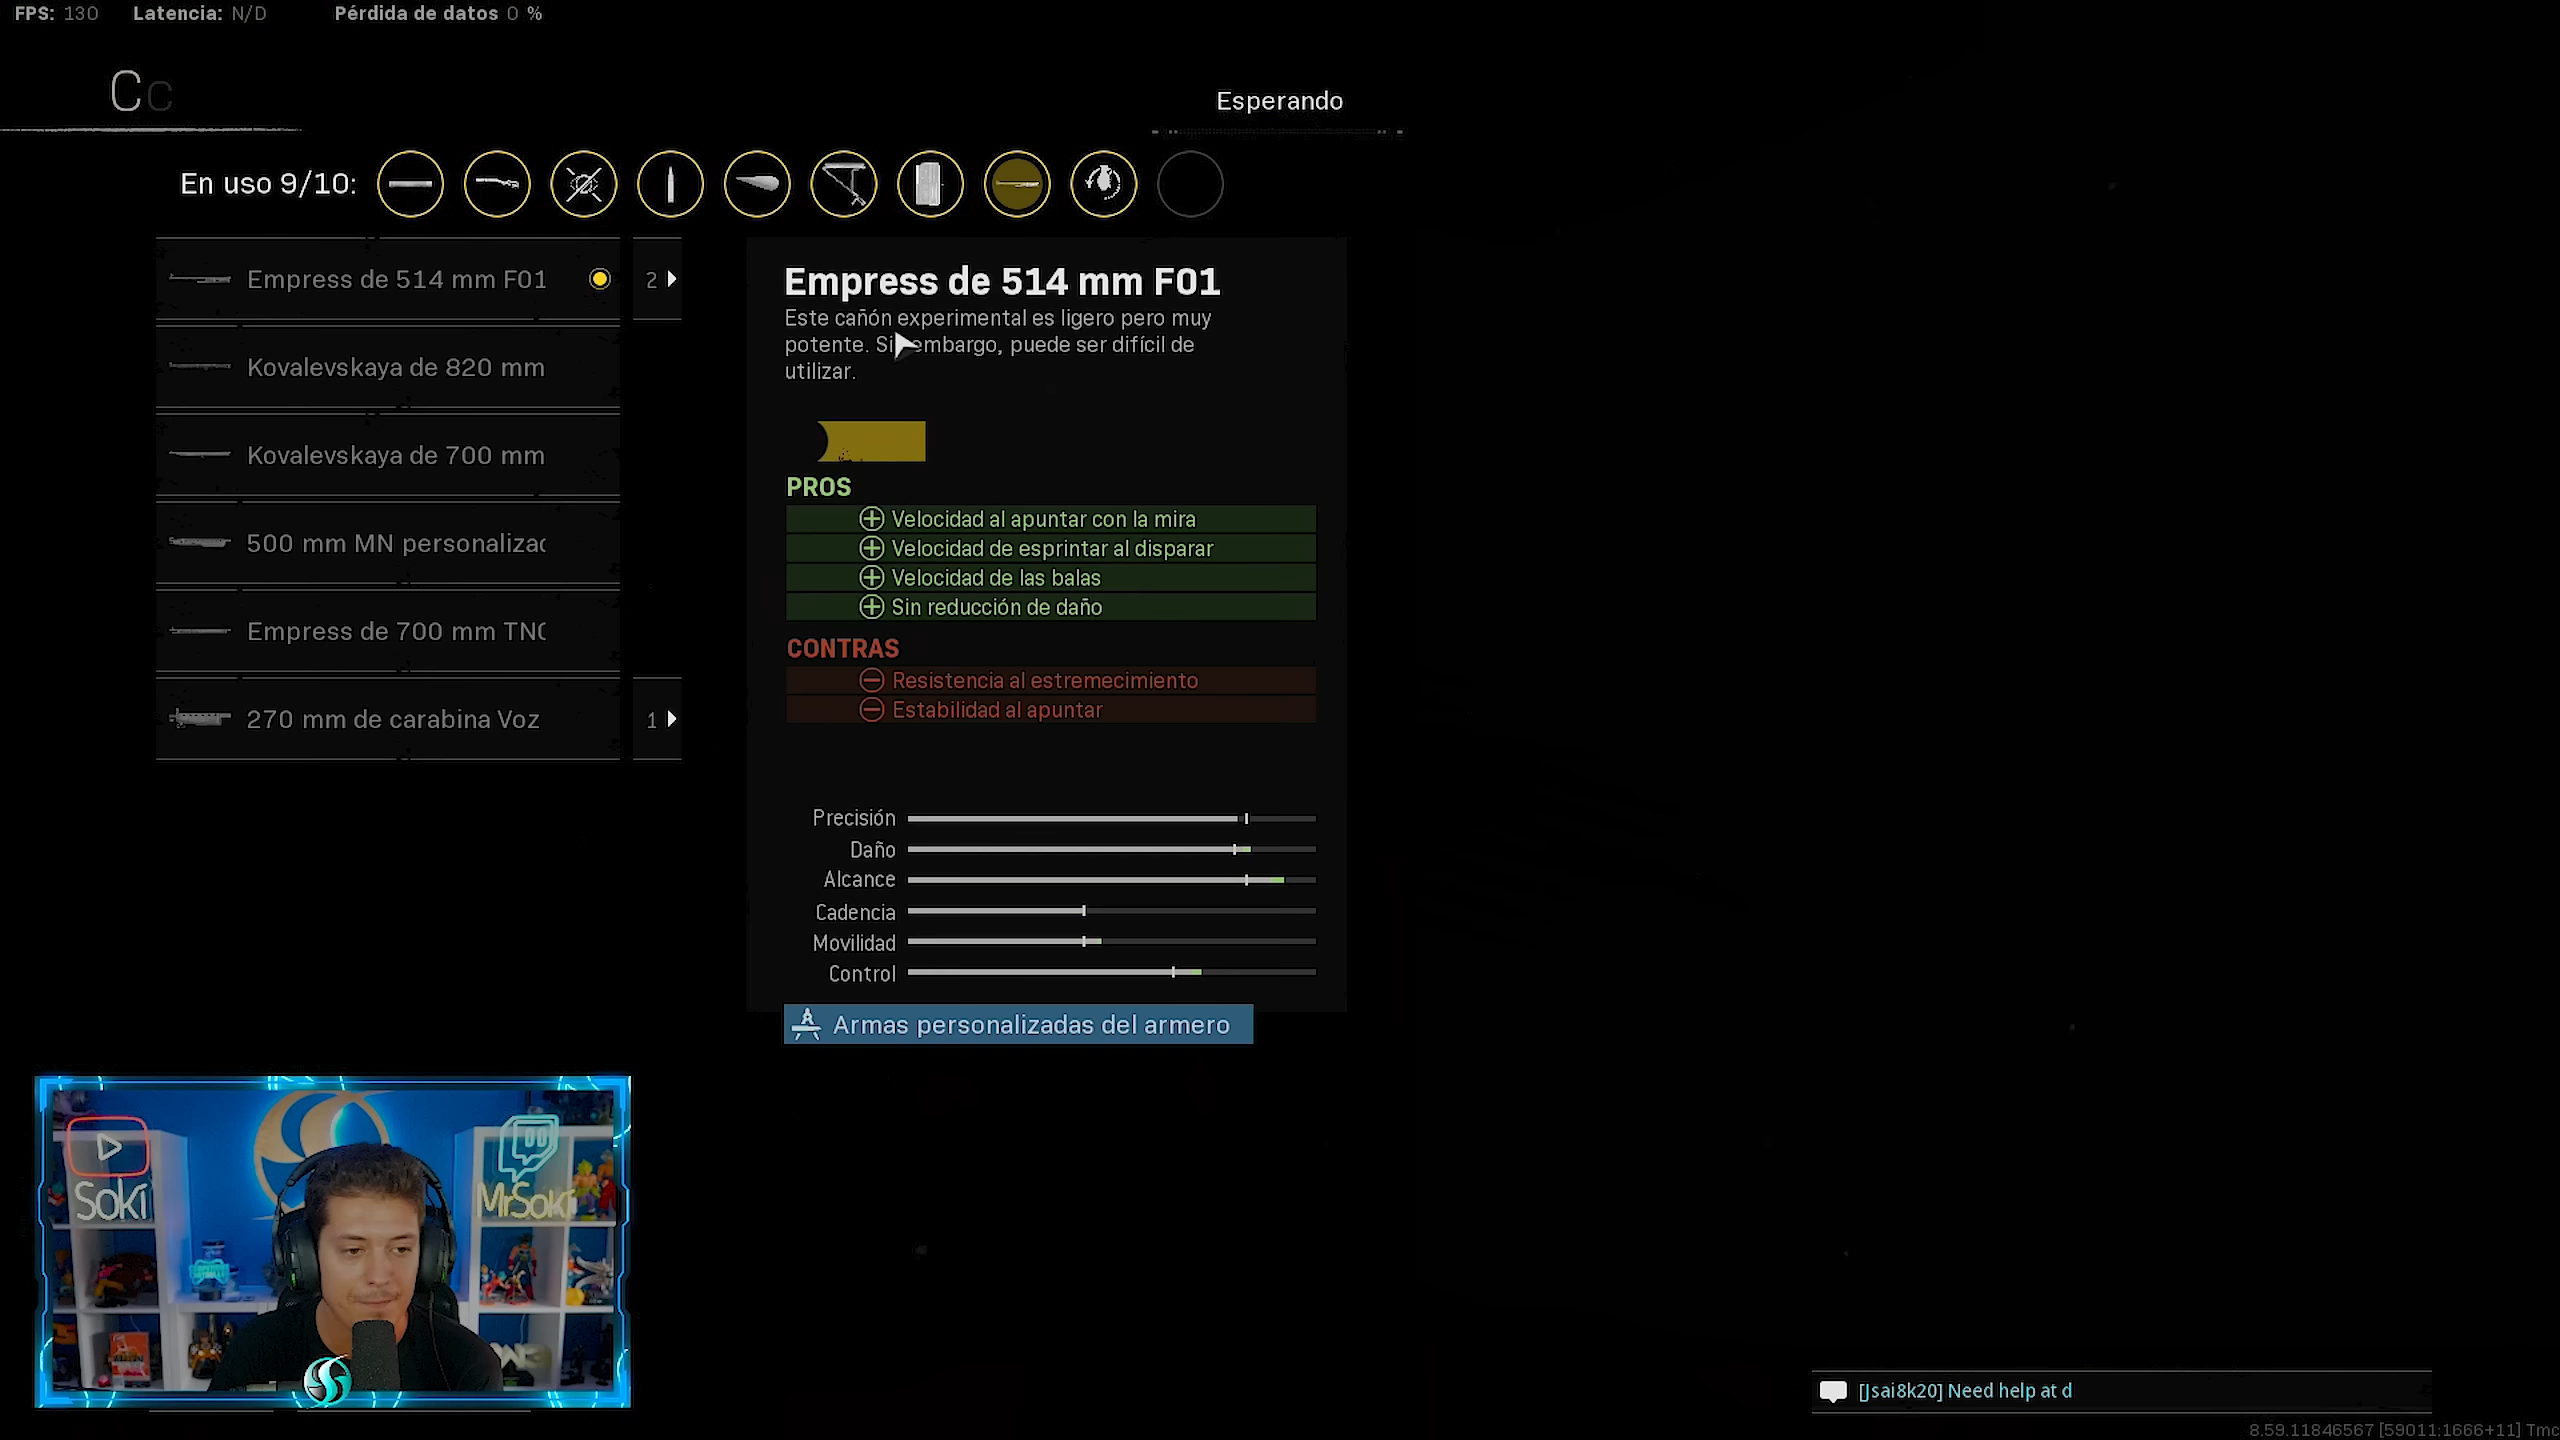 FPS: 130 Latencia: N/D Pérdida de datos 0 %
Esperando
En uso 9/10:
Empress de 514 mm F01
2
Kovalevskaya de 820 mm
Kovalevskaya de 700 mm
500 mm MN personalizac
Empress de 700 mm TN
270 mm de carabina Voz
1
Empress de 514 mm F01
Este cañón experimental es ligero pero muy
potente. Si embargo, puede ser difícil de
utilizar.
PROS
Velocidad al apuntar con la mira
Velocidad de esprintar al disparar
Velocidad de las balas
Sin reducción de daño
CONTRAS
Resistencia al estremecimiento
Estabilidad al apuntar
Precisión
Daño
Alcance
Cadencia
Movilidad
Control
Armas personalizadas del armero
Soki
MrSoki
[Jsai8k20] Need help at d
8.59.11846567 [59011:1666+11] Tmc